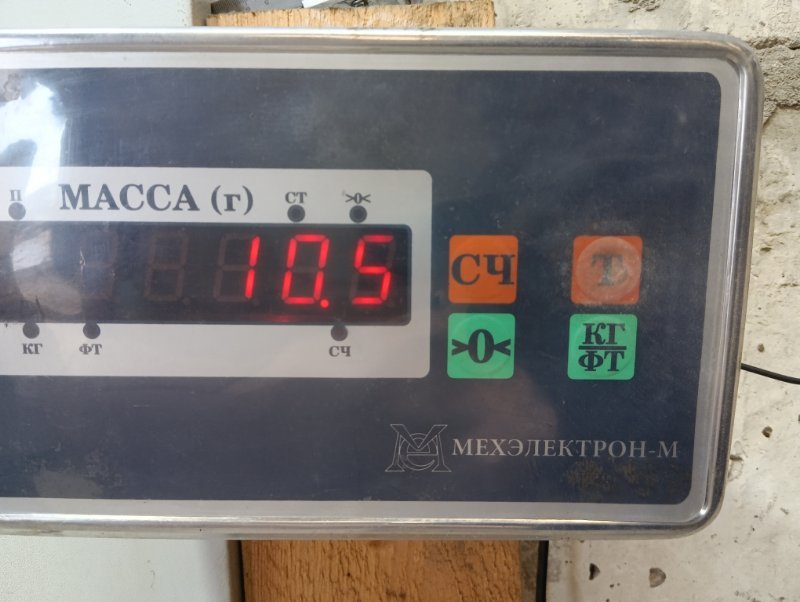 П МАССА (г) СТ >0<
10.5
КГ ФТ СЧ
СЧ Т
>0< КГ
ФТ
МЕХЭЛЕКТРОН-М